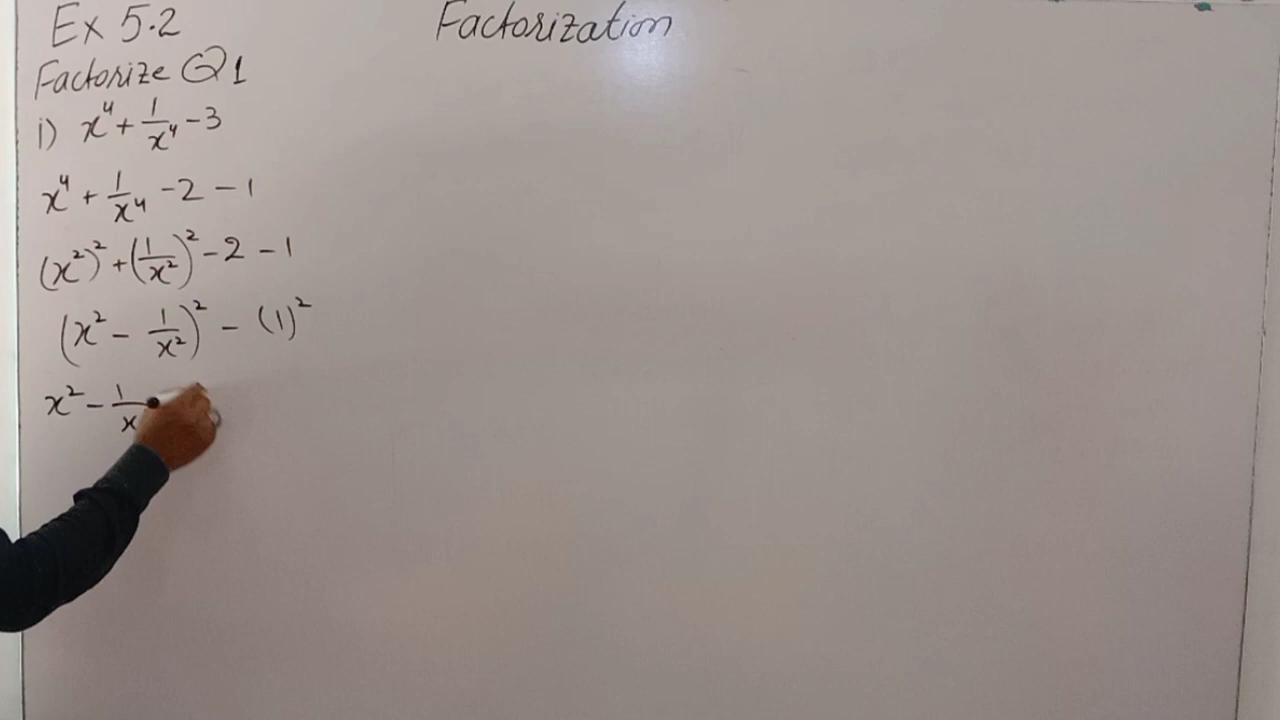 Ex 5.2
Factorization
Factorize Q1
i) x⁴ + 1/x⁴ - 3
x⁴ + 1/x⁴ - 2 - 1
(x²)² + (1/x²)² - 2 - 1
(x² - 1/x²)² - (1)²
x² - 1/x